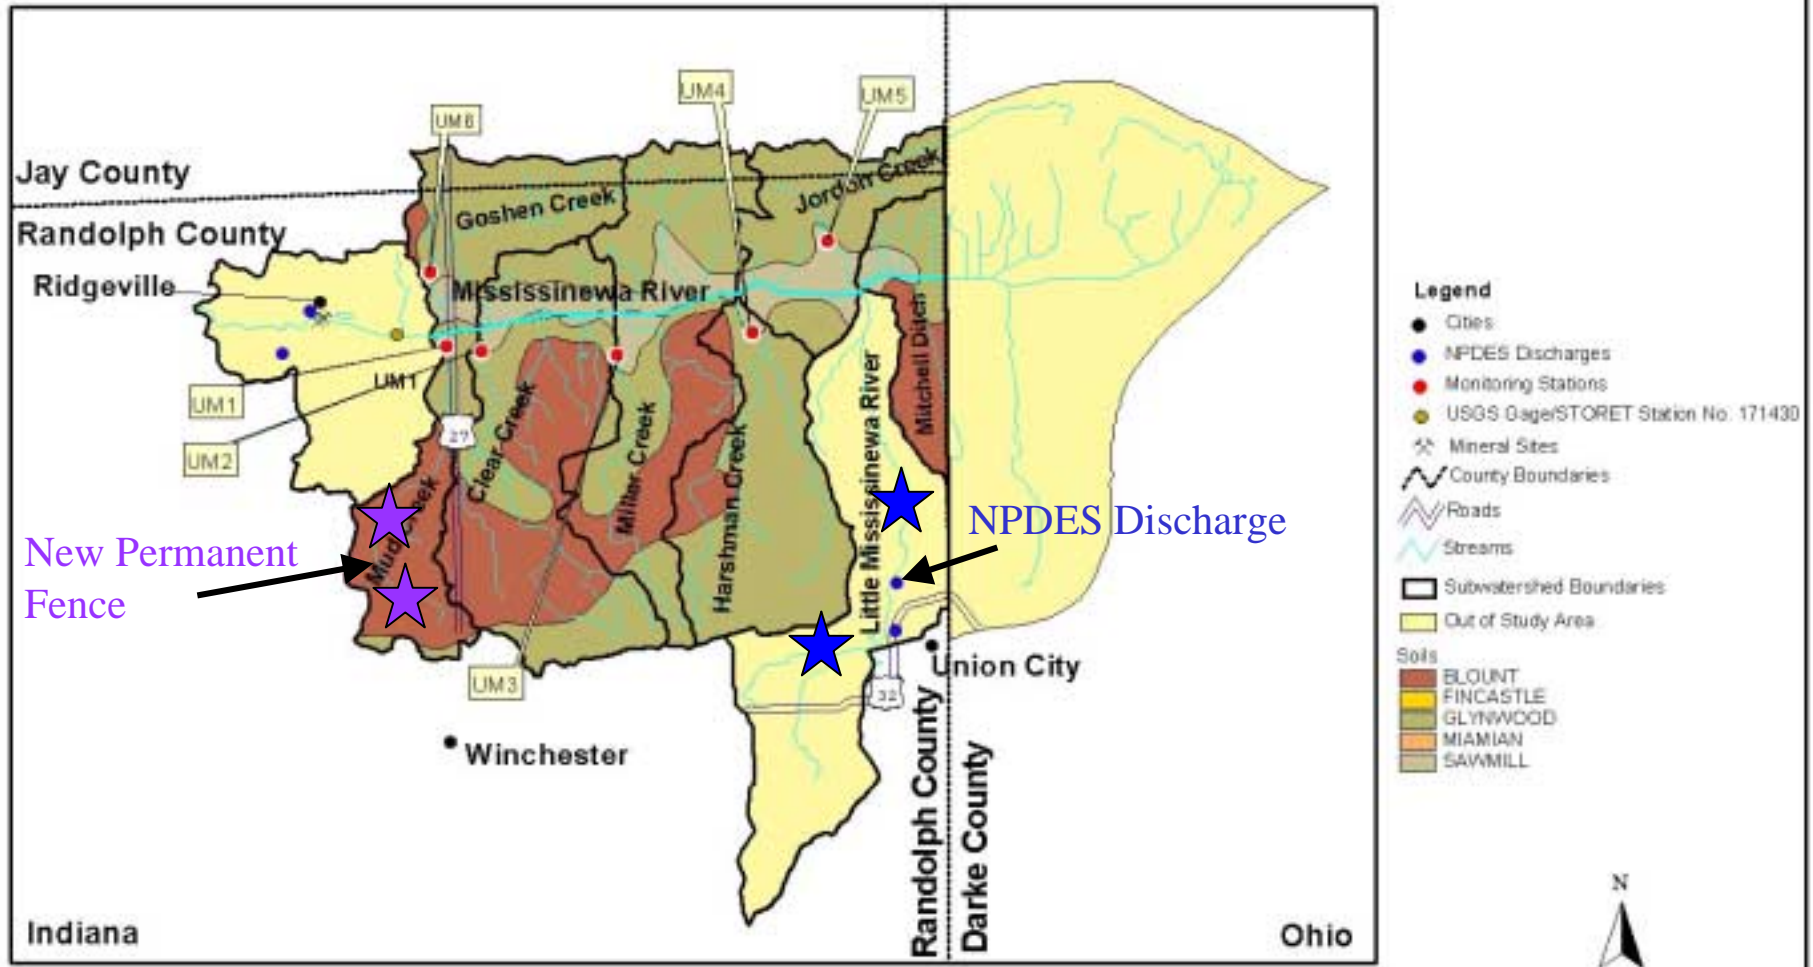 UM6
UM4
UM5
Jay County
Goshen Creek
Jordon Creek
Randolph County
Ridgeville
Mississinewa River
UM1
UM1
UM2
27
Clear Creek
Miller Creek
Harshman Creek
Little Mississinewa River
Mitchell Ditch
Mud Creek
New Permanent
Fence
NPDES Discharge
UM3
Union City
32
Winchester
Randolph County
Darke County
Indiana
Ohio
Legend
Cities
NPDES Discharges
Monitoring Stations
USGS Gage/STORET Station No. 171430
Mineral Sites
County Boundaries
Roads
Streams
Subwatershed Boundaries
Out of Study Area
Soils
BLOUNT
FINCASTLE
GLYNWOOD
MIAMIAN
SAWMILL
N